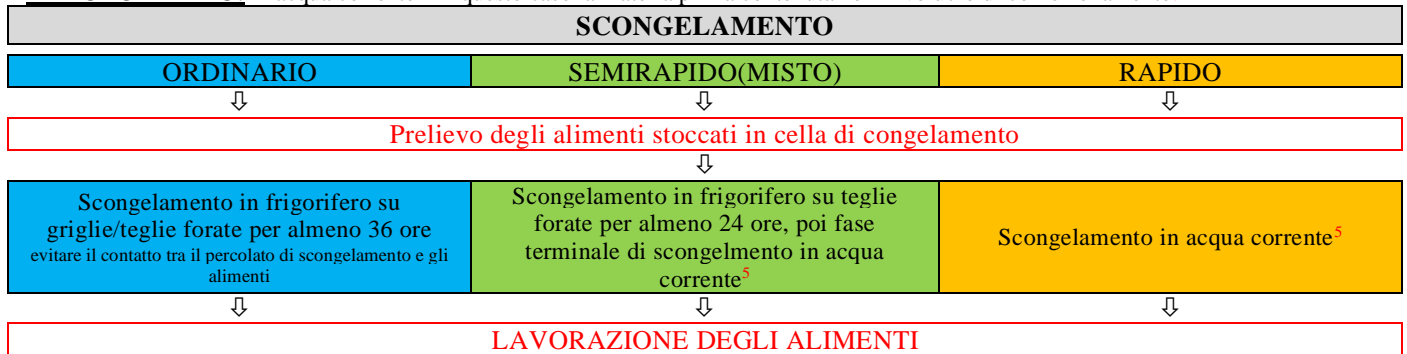 SCONGELAMENTO
ORDINARIO SEMIRAPIDO(MISTO) RAPIDO
⇩ ⇩ ⇩
Prelievo degli alimenti stoccati in cella di congelamento
⇩
Scongelamento in frigorifero su
griglie/teglie forate per almeno 36 ore
evitare il contatto tra il percolato di scongelamento e gli
alimenti
Scongelamento in frigorifero su teglie
forate per almeno 24 ore, poi fase
terminale di scongelmento in acqua
corrente⁵
Scongelamento in acqua corrente⁵
⇩ ⇩ ⇩
LAVORAZIONE DEGLI ALIMENTI